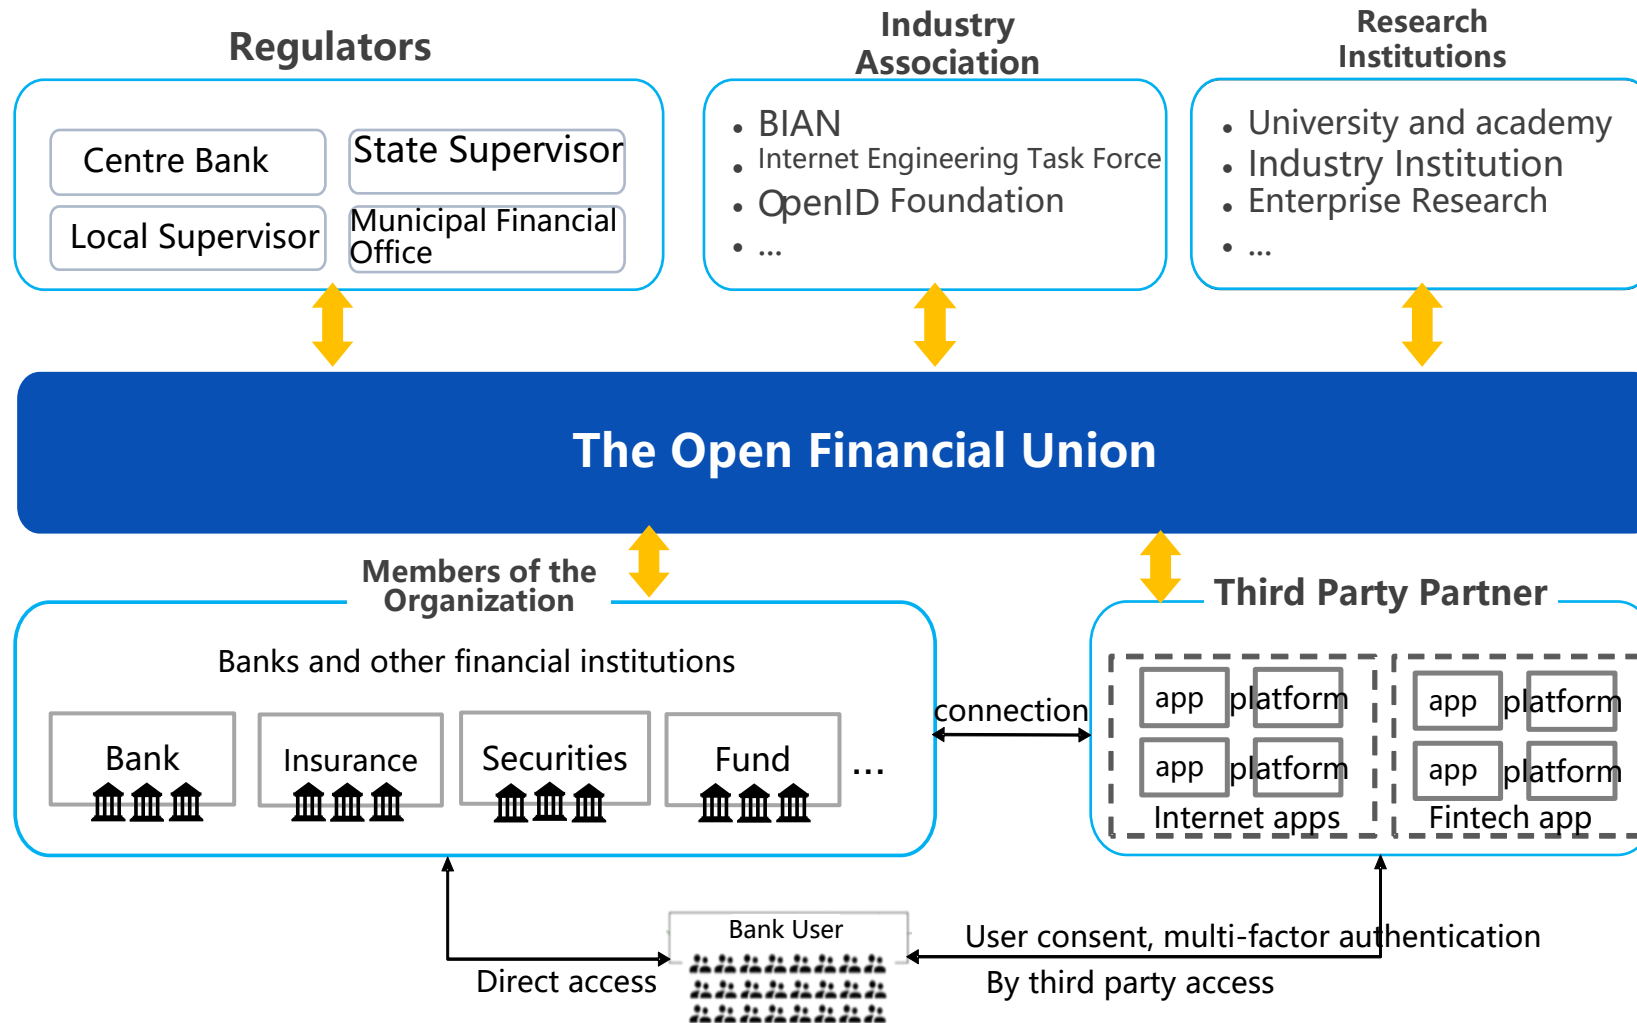 Regulators
Centre Bank
State Supervisor
Local Supervisor
Municipal Financial
Office
Industry
Association
• BIAN
• Internet Engineering Task Force
• OpenID Foundation
• ...
Research
Institutions
• University and academy
• Industry Institution
• Enterprise Research
• ...
The Open Financial Union
Members of the
Organization
Banks and other financial institutions
Bank
Insurance
Securities
Fund
...
connection
Third Party Partner
app
platform
app
platform
Internet apps
app
platform
app
platform
Fintech app
Bank User
Direct access
User consent, multi-factor authentication
By third party access